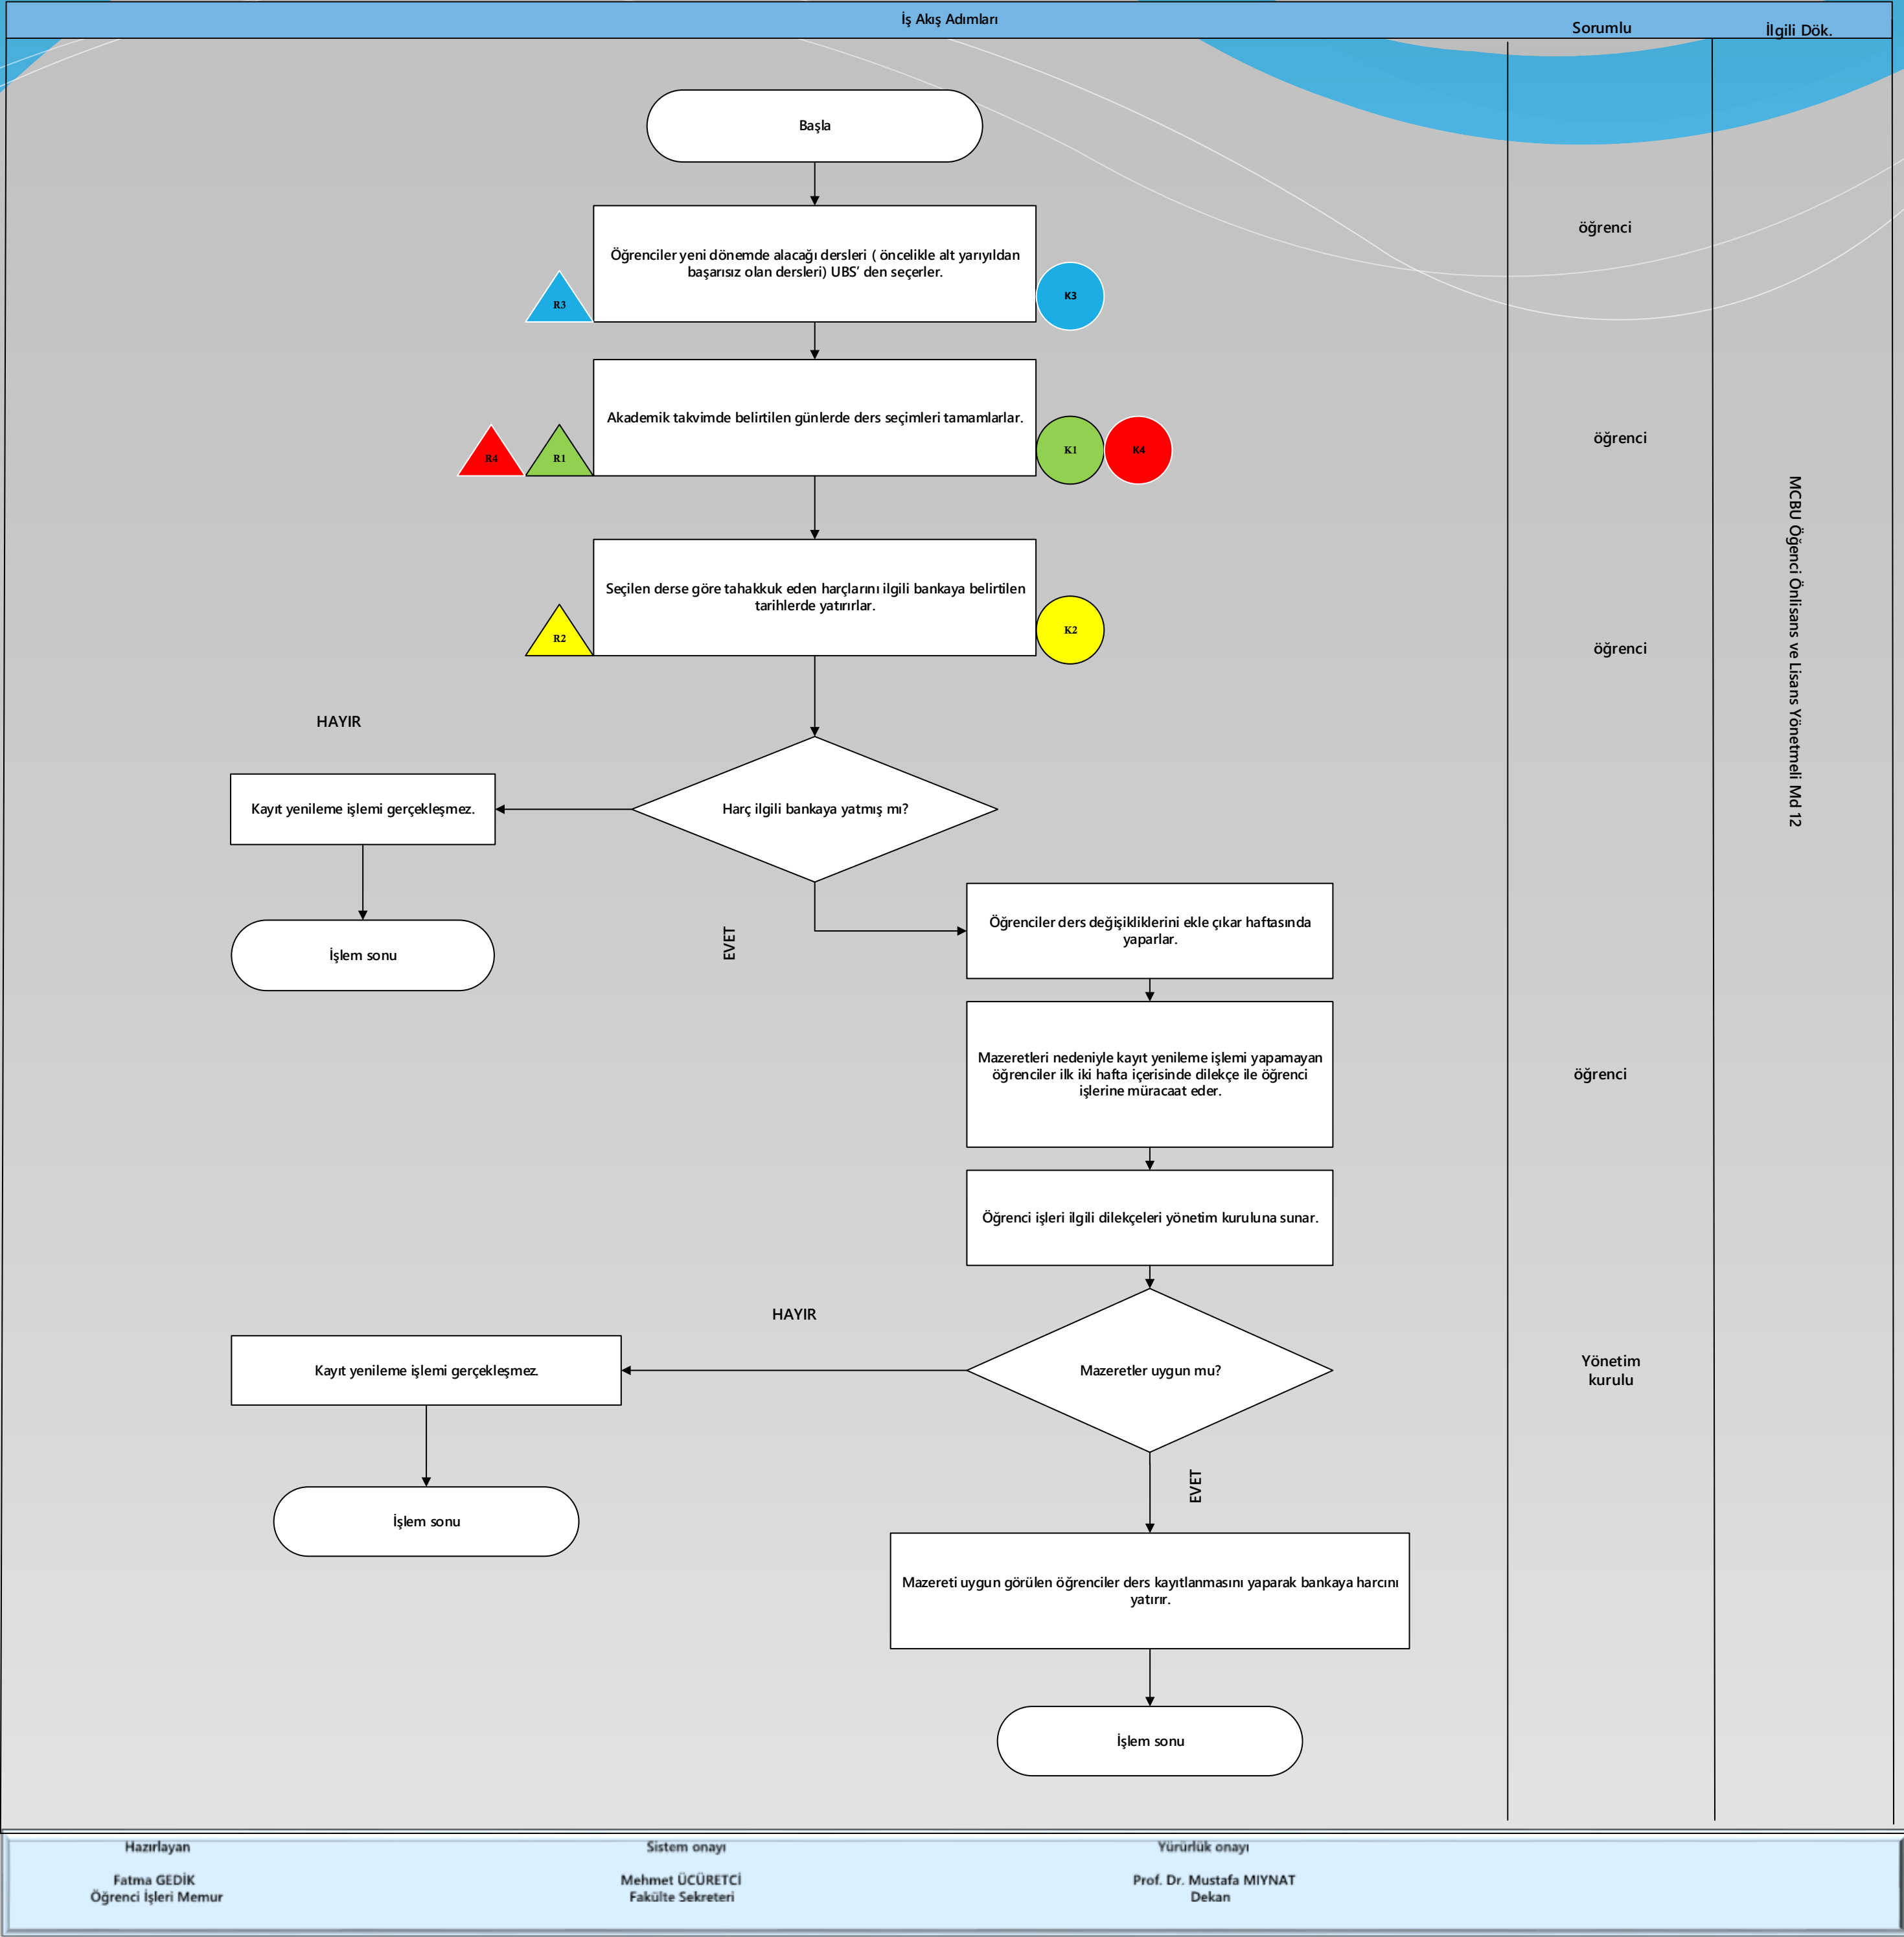 İş Akış Adımları
Sorumlu
İlgili Dök.
Başla
öğrenci
Öğrenciler yeni dönemde alacağı dersleri ( öncelikle alt yarıyıldan
başarısız olan dersleri) UBS’ den seçerler.
R3
K3
Akademik takvimde belirtilen günlerde ders seçimleri tamamlarlar.
öğrenci
R4
R1
K1
K4
Seçilen derse göre tahakkuk eden harçlarını ilgili bankaya belirtilen
tarihlerde yatırırlar.
R2
K2
öğrenci
MCBU Öğenci Önlisans ve Lisans Yönetmeli Md 12
HAYIR
Harç ilgili bankaya yatmış mı?
Kayıt yenileme işlemi gerçekleşmez.
İşlem sonu
EVET
Öğrenciler ders değişikliklerini ekle çıkar haftasında
yaparlar.
Mazeretleri nedeniyle kayıt yenileme işlemi yapamayan
öğrenciler ilk iki hafta içerisinde dilekçe ile öğrenci
işlerine müracaat eder.
öğrenci
Öğrenci işleri ilgili dilekçeleri yönetim kuruluna sunar.
HAYIR
Mazeretler uygun mu?
Yönetim
kurulu
Kayıt yenileme işlemi gerçekleşmez.
İşlem sonu
EVET
Mazereti uygun görülen öğrenciler ders kayıtlanmasını yaparak bankaya harcını
yatırır.
İşlem sonu
Hazırlayan
Fatma GEDİK
Öğrenci İşleri Memur
Sistem onayı
Mehmet ÜCÜRETCİ
Fakülte Sekreteri
Yürürlük onayı
Prof. Dr. Mustafa MIYNAT
Dekan